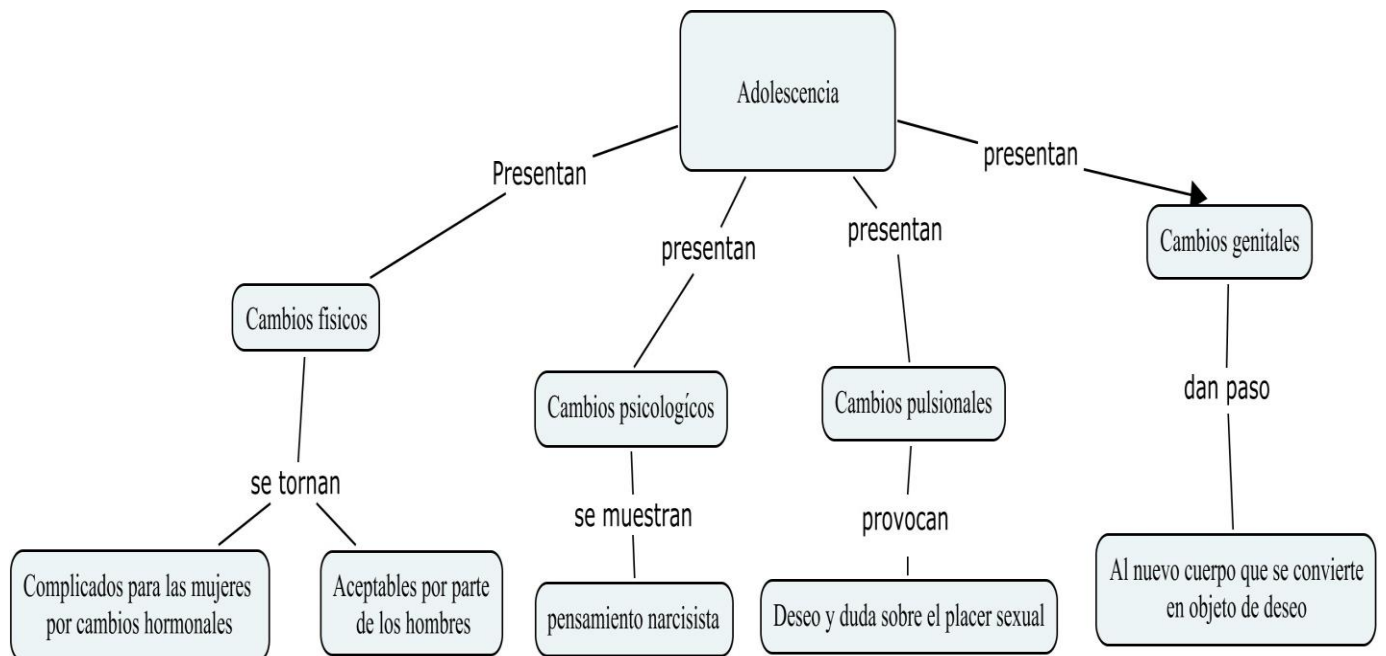 Adolescencia
Presentan
presentan
presentan
presentan
Cambios físicos
Cambios psicologícos
Cambios pulsionales
Cambios genitales
se tornan
se muestran
provocan
dan paso
Complicados para las mujeres
por cambios hormonales
Aceptables por parte
de los hombres
pensamiento narcisista
Deseo y duda sobre el placer sexual
Al nuevo cuerpo que se convierte
en objeto de deseo